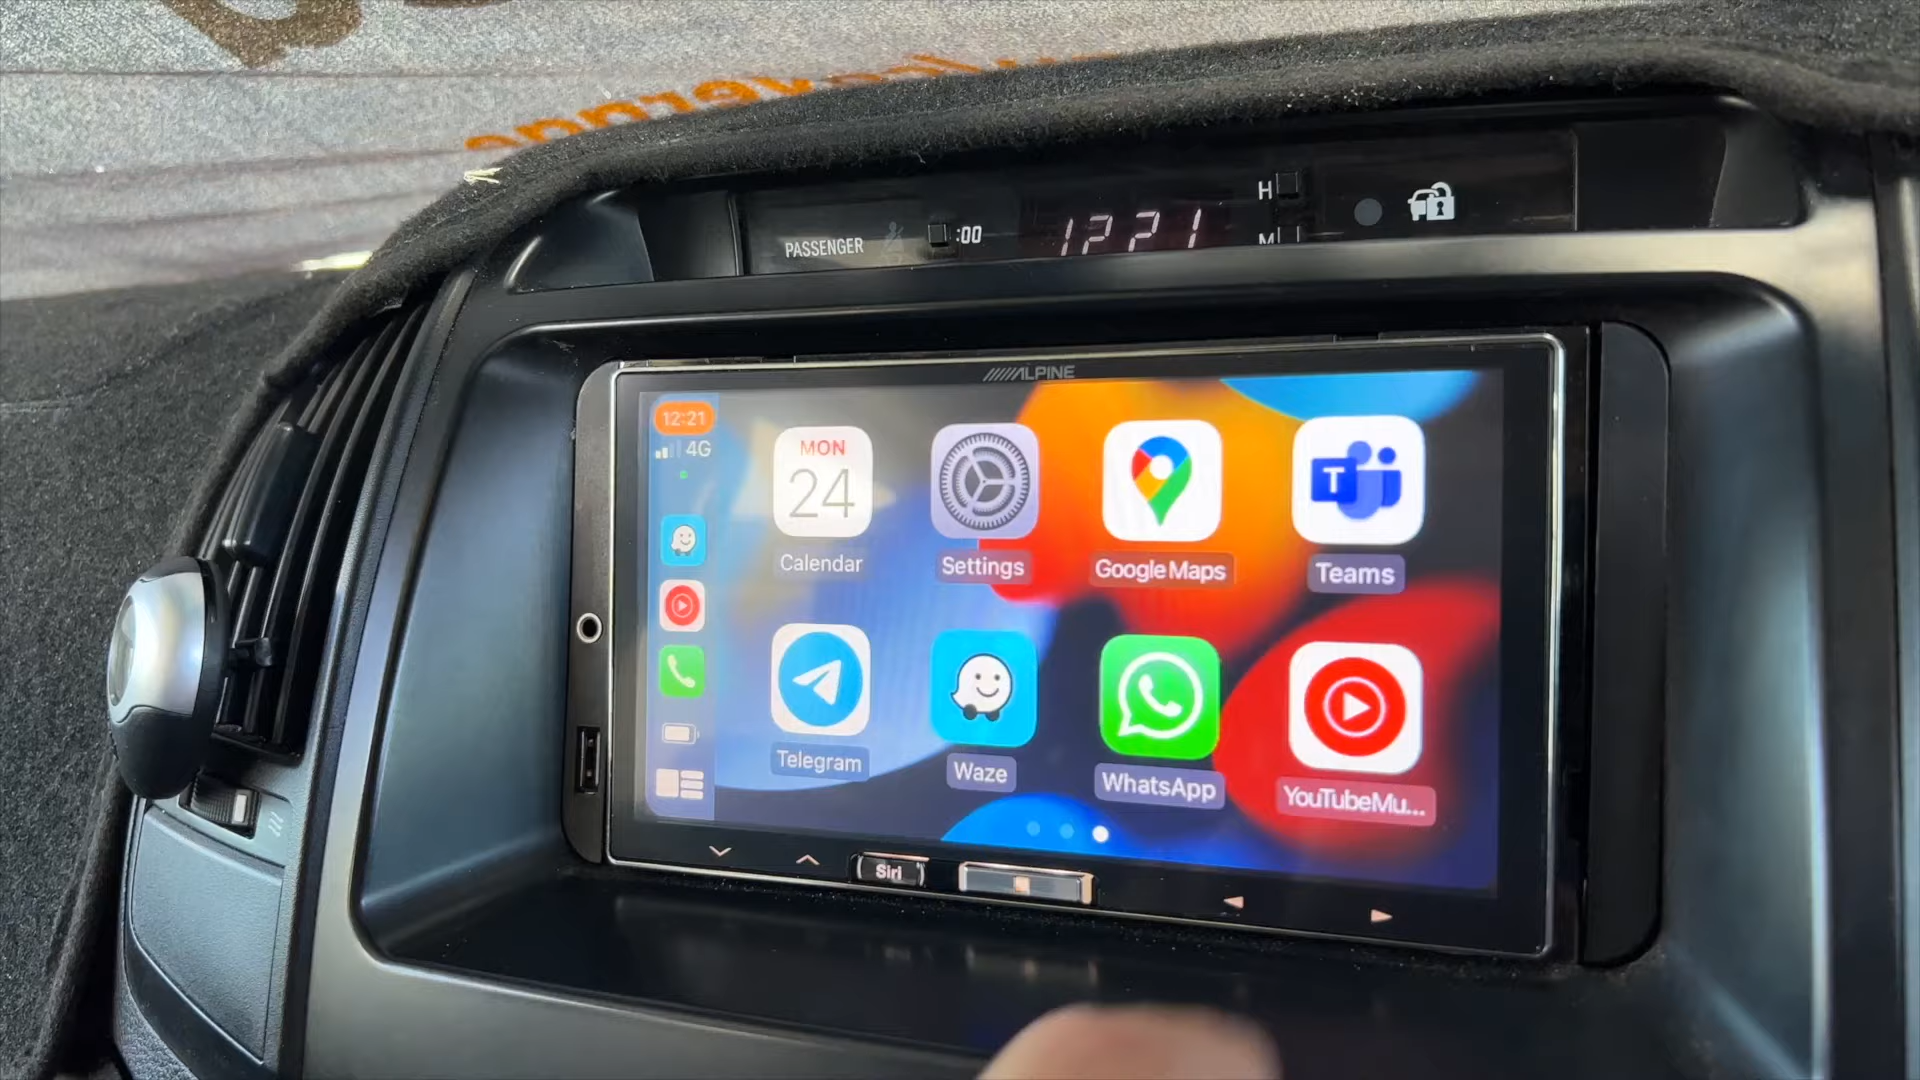 PASSENGER
:00
12 21
H
M
ALPINE
12:21
4G
MON
24
Calendar
Settings
Google Maps
T
Teams
Telegram
Waze
WhatsApp
YouTubeMu...
Siri